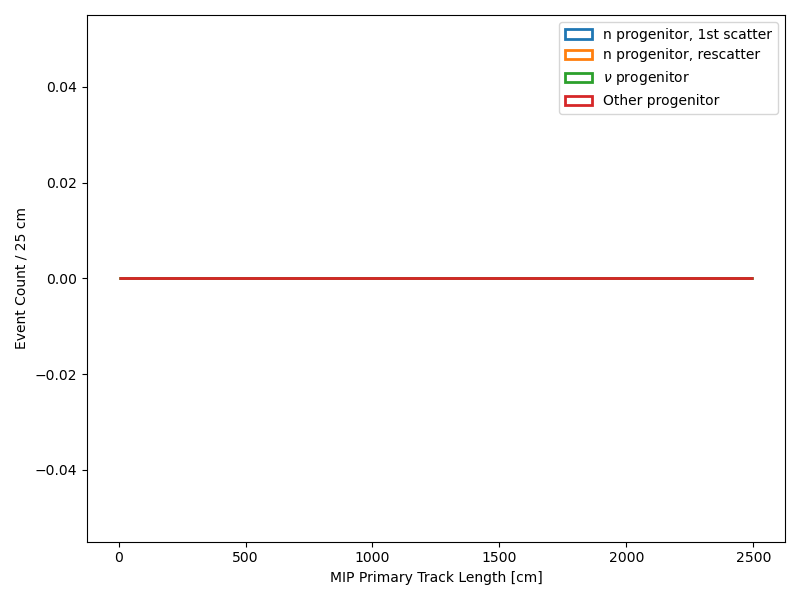 n progenitor, 1st scatter
n progenitor, rescatter
ν progenitor
Other progenitor
Event Count / 25 cm
0.04
0.02
0.00
−0.02
−0.04
0 500 1000 1500 2000 2500
MIP Primary Track Length [cm]